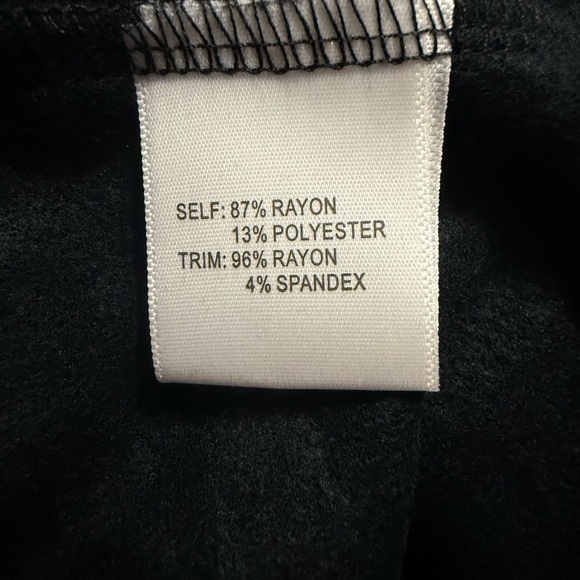 SELF: 87% RAYON
13% POLYESTER
TRIM: 96% RAYON
4% SPANDEX